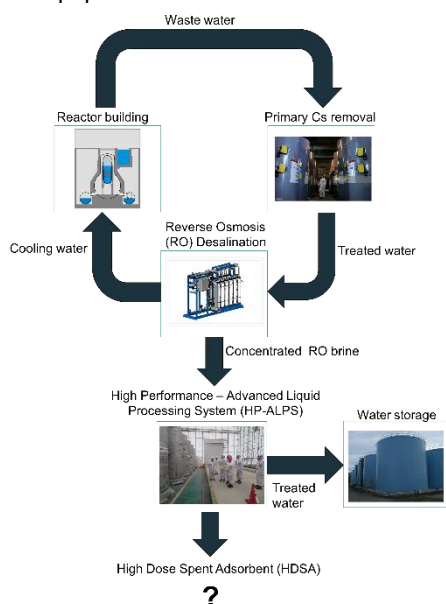 Waste water
Reactor building
Primary Cs removal
Reverse Osmosis
(RO) Desalination
Cooling water
Treated water
Concentrated RO brine
High Performance – Advanced Liquid
Processing System (HP-ALPS)
Water storage
Treated
water
High Dose Spent Adsorbent (HDSA)
?